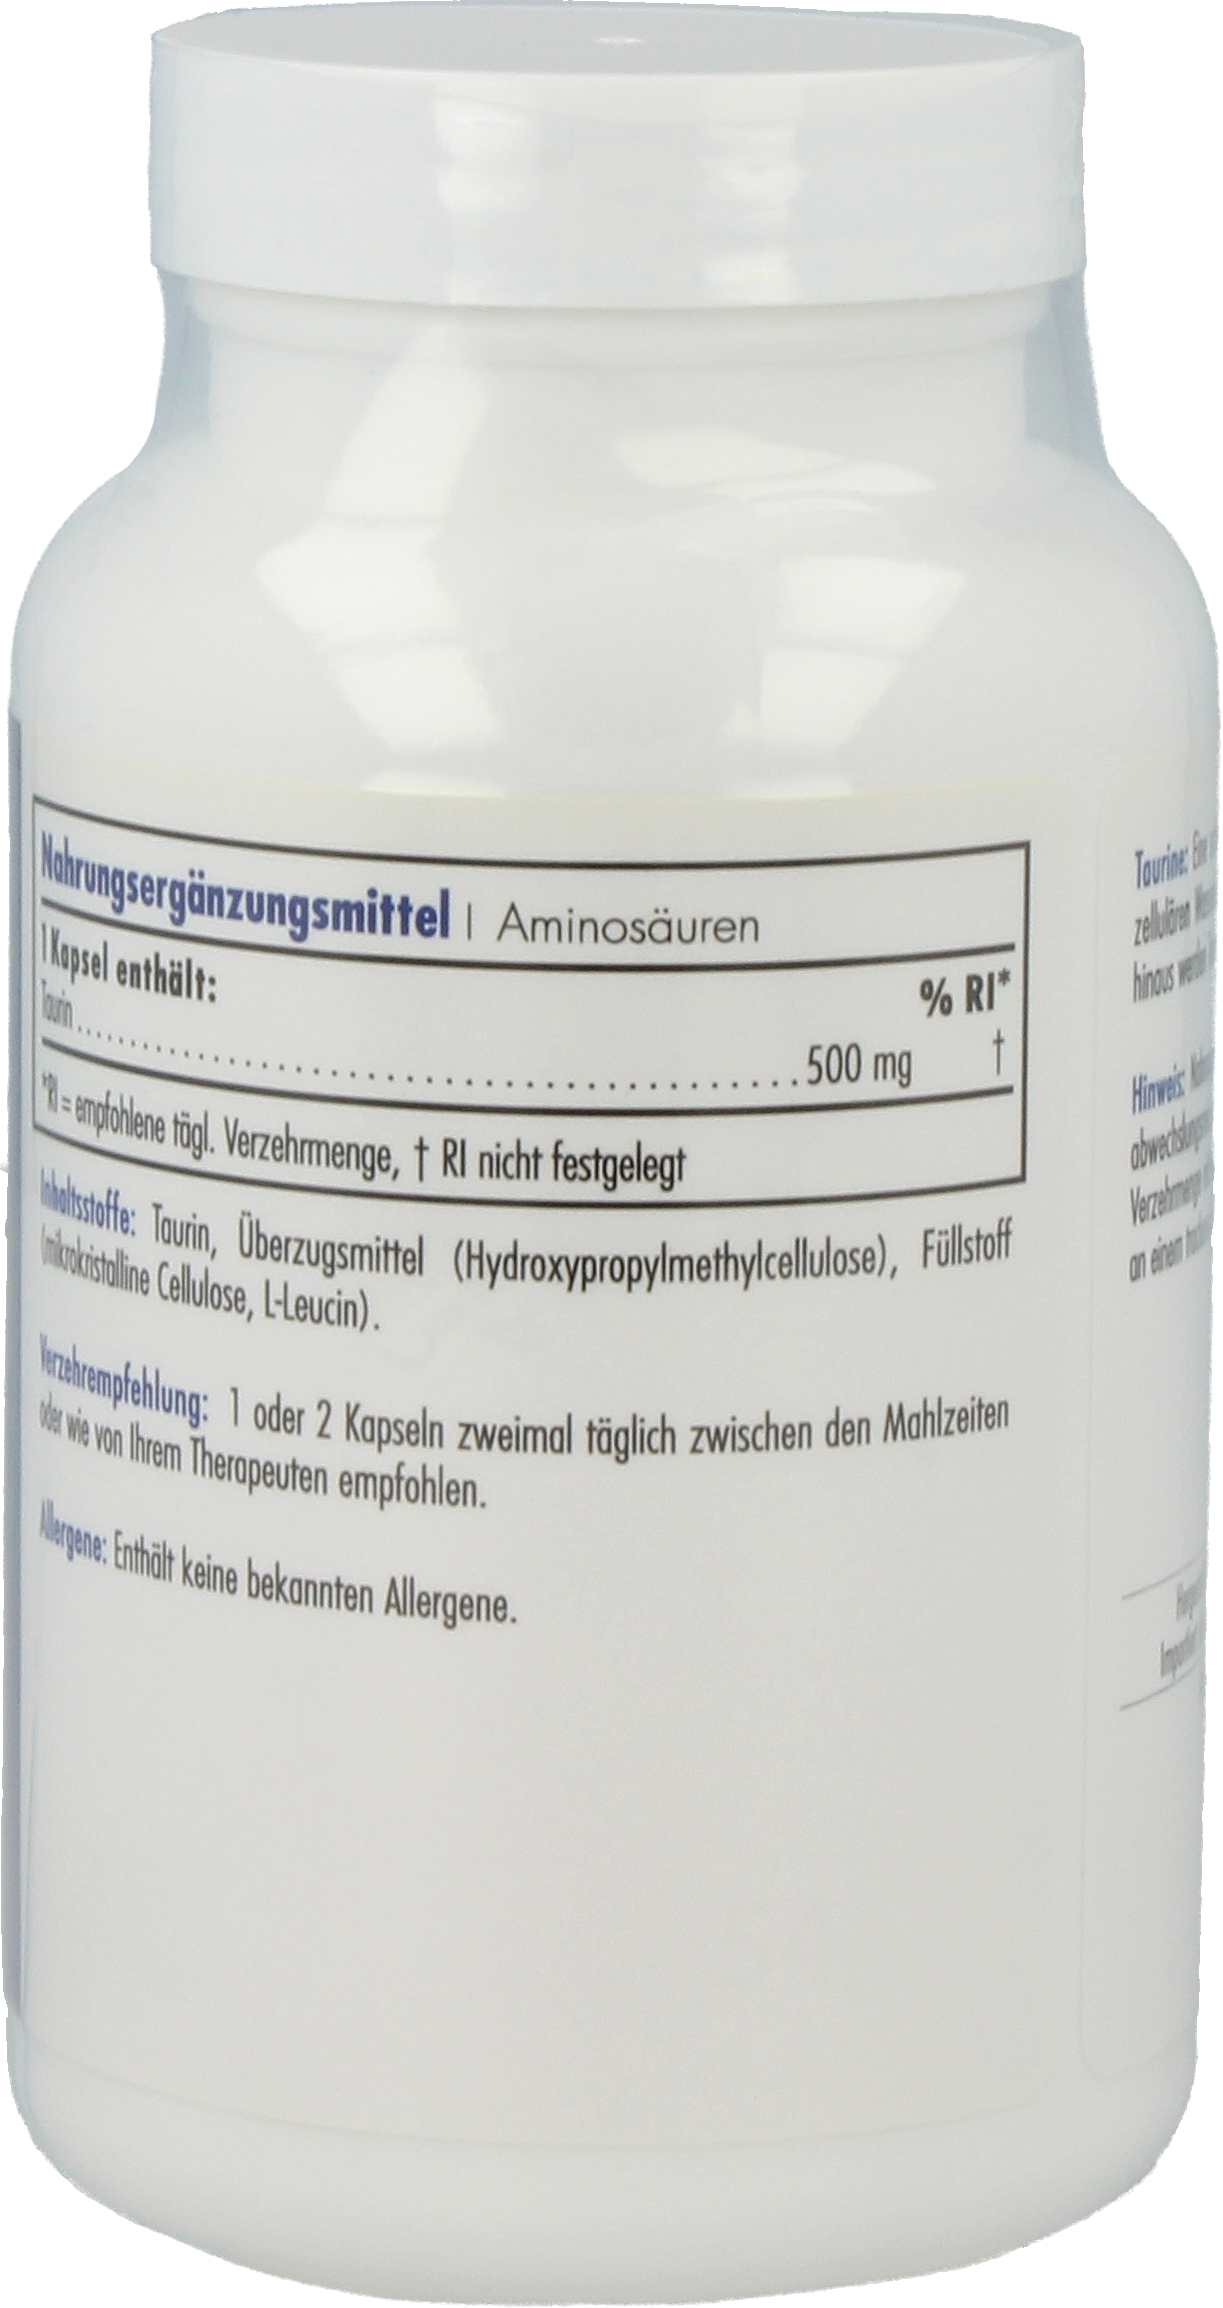 Nahrungsergänzungsmittel | Aminosäuren
1 Kapsel enthält: % RI*
Taurin ........................................ 500 mg †
*RI = empfohlene tägl. Verzehrmenge, † RI nicht festgelegt
Inhaltsstoffe: Taurin, Überzugsmittel (Hydroxypropylmethylcellulose), Füllstoff
(mikrokristalline Cellulose, L-Leucin).
Verzehrempfehlung: 1 oder 2 Kapseln zweimal täglich zwischen den Mahlzeiten
oder wie von Ihrem Therapeuten empfohlen.
Allergene: Enthält keine bekannten Allergene.
Taurine: Eine
zellulären
hinaus werden
Hinweis:
Verzehrmenge
an einem